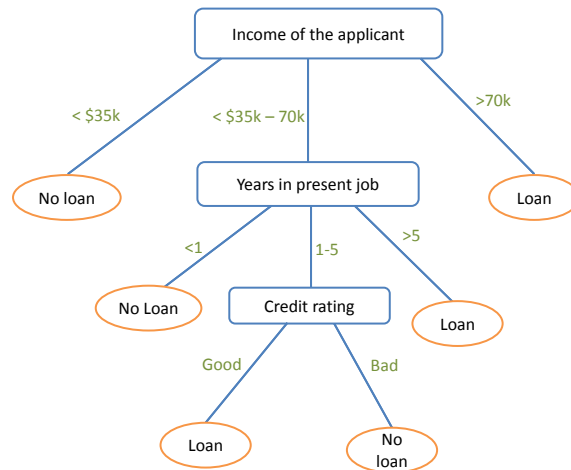 Income of the applicant
< $35k
< $35k – 70k
>70k
No loan
Years in present job
Loan
<1
1-5
>5
No Loan
Credit rating
Loan
Good
Bad
Loan
No
loan